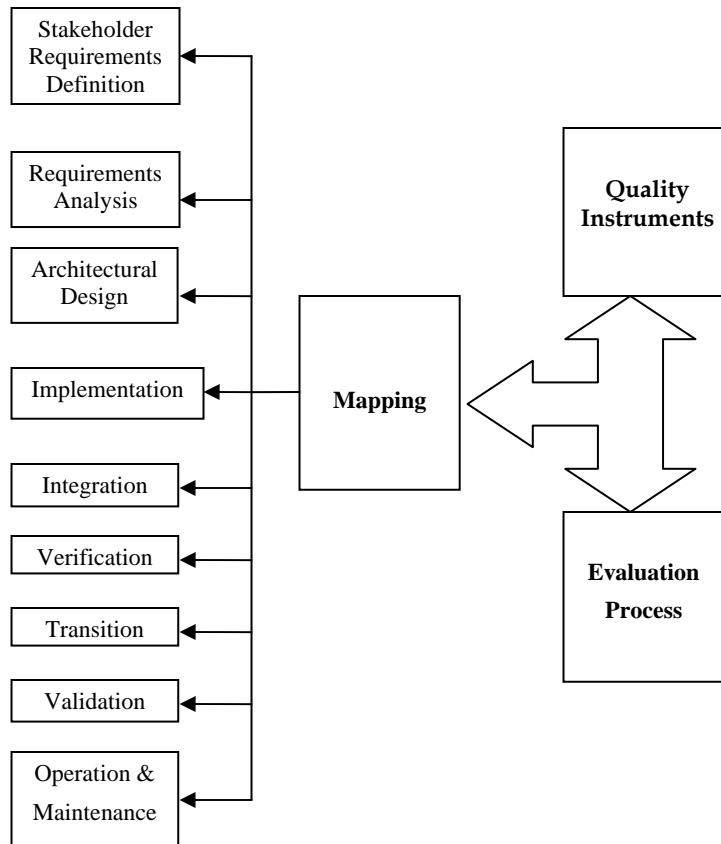 Stakeholder
Requirements
Definition
Requirements
Analysis
Architectural
Design
Implementation
Integration
Verification
Transition
Validation
Operation &
Maintenance
Mapping
Quality
Instruments
Evaluation
Process